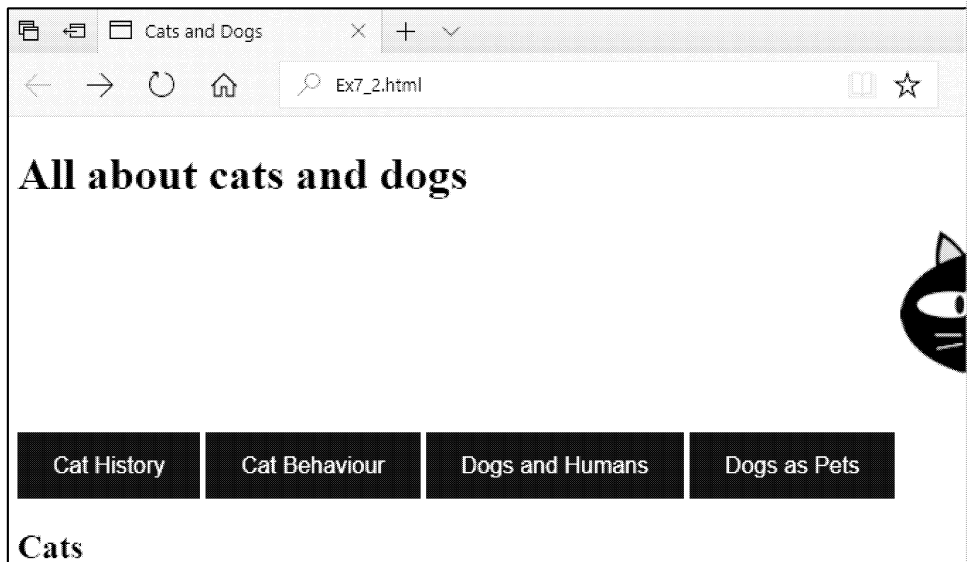 Cats and Dogs
Ex7_2.html
All about cats and dogs
Cat History Cat Behaviour Dogs and Humans Dogs as Pets
Cats